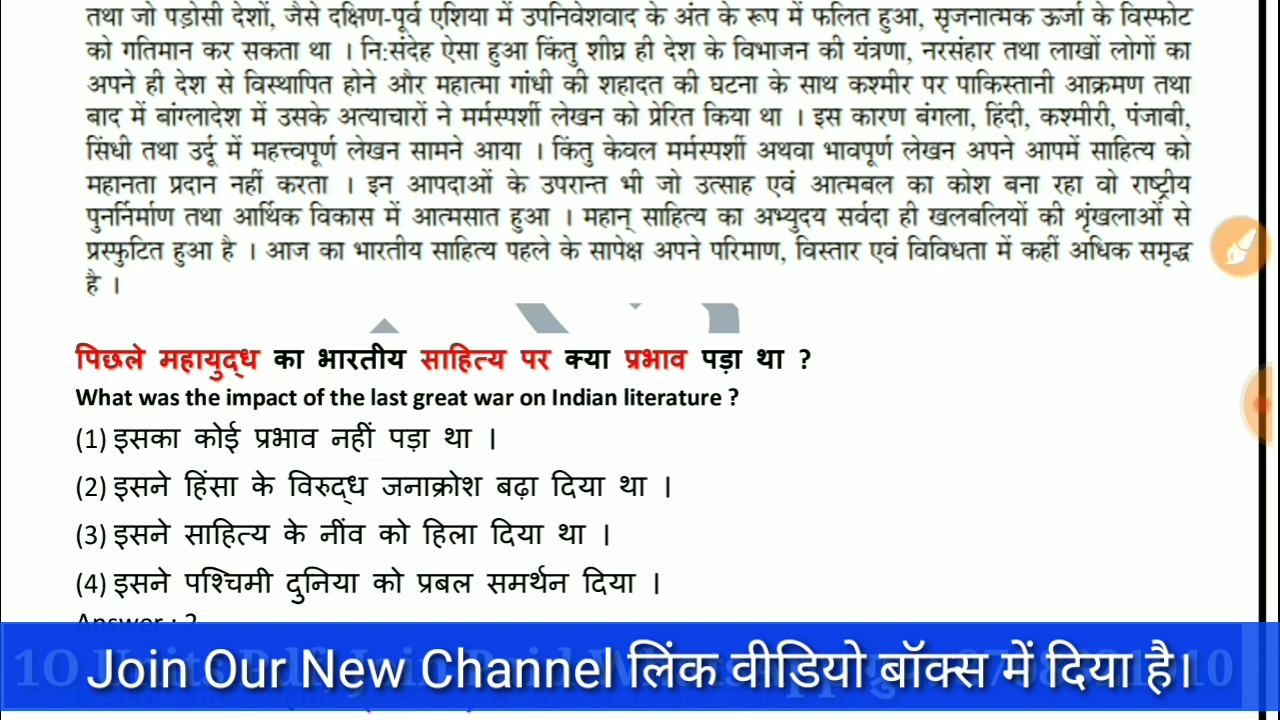 तथा जो पड़ोसी देशों, जैसे दक्षिण-पूर्व एशिया में उपनिवेशवाद के अंत के रूप में फलित हुआ, सृजनात्मक ऊर्जा के विस्फोट
को गतिमान कर सकता था । नि:संदेह ऐसा हुआ किंतु शीघ्र ही देश के विभाजन की यंत्रणा, नरसंहार तथा लाखों लोगों का
अपने ही देश से विस्थापित होने और महात्मा गांधी की शहादत की घटना के साथ कश्मीर पर पाकिस्तानी आक्रमण तथा
बाद में बांग्लादेश में उसके अत्याचारों ने मर्मस्पर्शी लेखन को प्रेरित किया था । इस कारण बंगला, हिंदी, कश्मीरी, पंजाबी,
सिंधी तथा उर्दू में महत्त्वपूर्ण लेखन सामने आया । किंतु केवल मर्मस्पर्शी अथवा भावपूर्ण लेखन अपने आपमें साहित्य को
महानता प्रदान नहीं करता । इन आपदाओं के उपरान्त भी जो उत्साह एवं आत्मबल का कोश बना रहा वो राष्ट्रीय
पुनर्निर्माण तथा आर्थिक विकास में आत्मसात हुआ । महान् साहित्य का अभ्युदय सर्वदा ही खलबलियों की शृंखलाओं से
प्रस्फुटित हुआ है । आज का भारतीय साहित्य पहले के सापेक्ष अपने परिमाण, विस्तार एवं विविधता में कहीं अधिक समृद्ध
है ।
पिछले महायुद्ध का भारतीय साहित्य पर क्या प्रभाव पड़ा था ?
What was the impact of the last great war on Indian literature ?
(1) इसका कोई प्रभाव नहीं पड़ा था ।
(2) इसने हिंसा के विरुद्ध जनाक्रोश बढ़ा दिया था ।
(3) इसने साहित्य के नींव को हिला दिया था ।
(4) इसने पश्चिमी दुनिया को प्रबल समर्थन दिया ।
Answer : 2
Join Our New Channel लिंक वीडियो बॉक्स में दिया है।